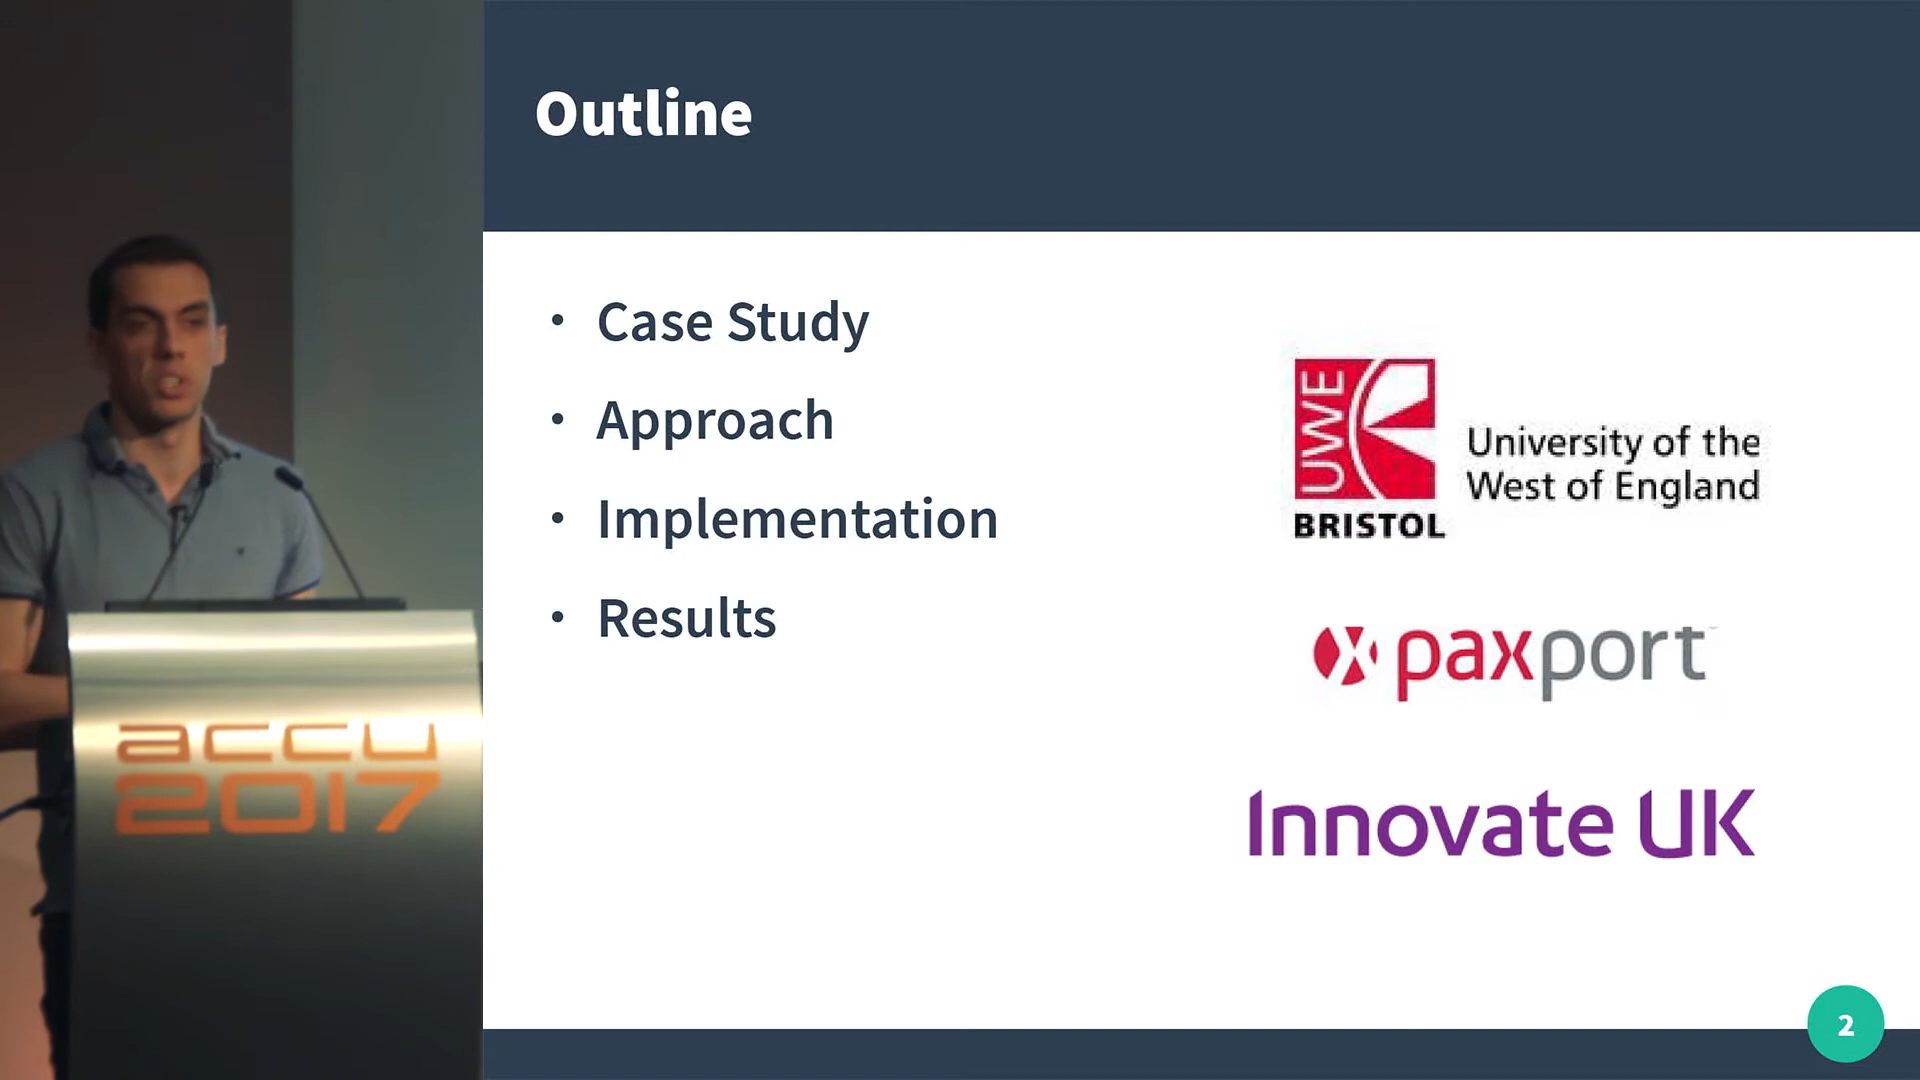 Outline
• Case Study
• Approach
• Implementation
• Results
UWE
BRISTOL
University of the
West of England
paxport
Innovate UK
2
accu
2017